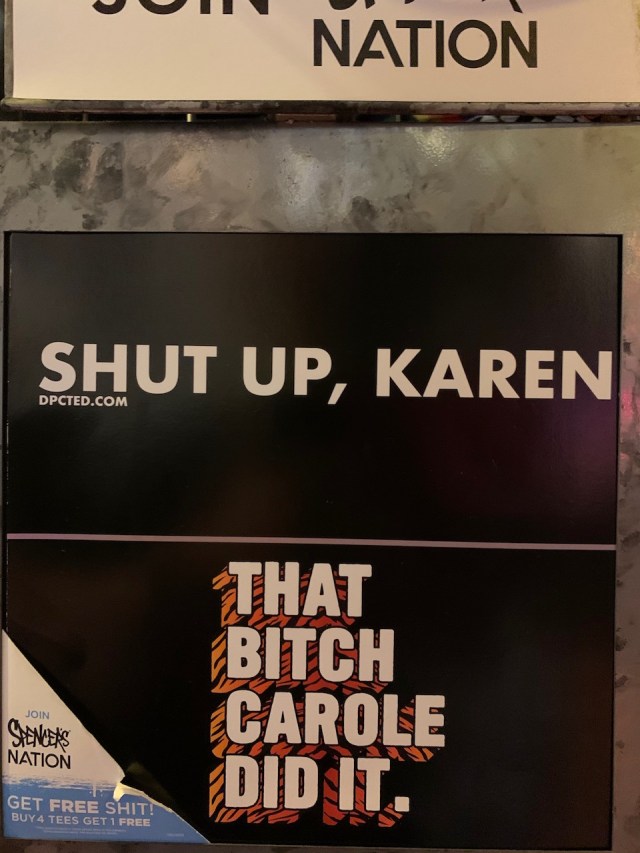 NATION
SHUT UP, KAREN
DPCTED.COM
THAT
BITCH
CAROLE
DID IT.
JOIN
SPENCER'S
NATION
GET FREE SHIT!
BUY 4 TEES GET 1 FREE